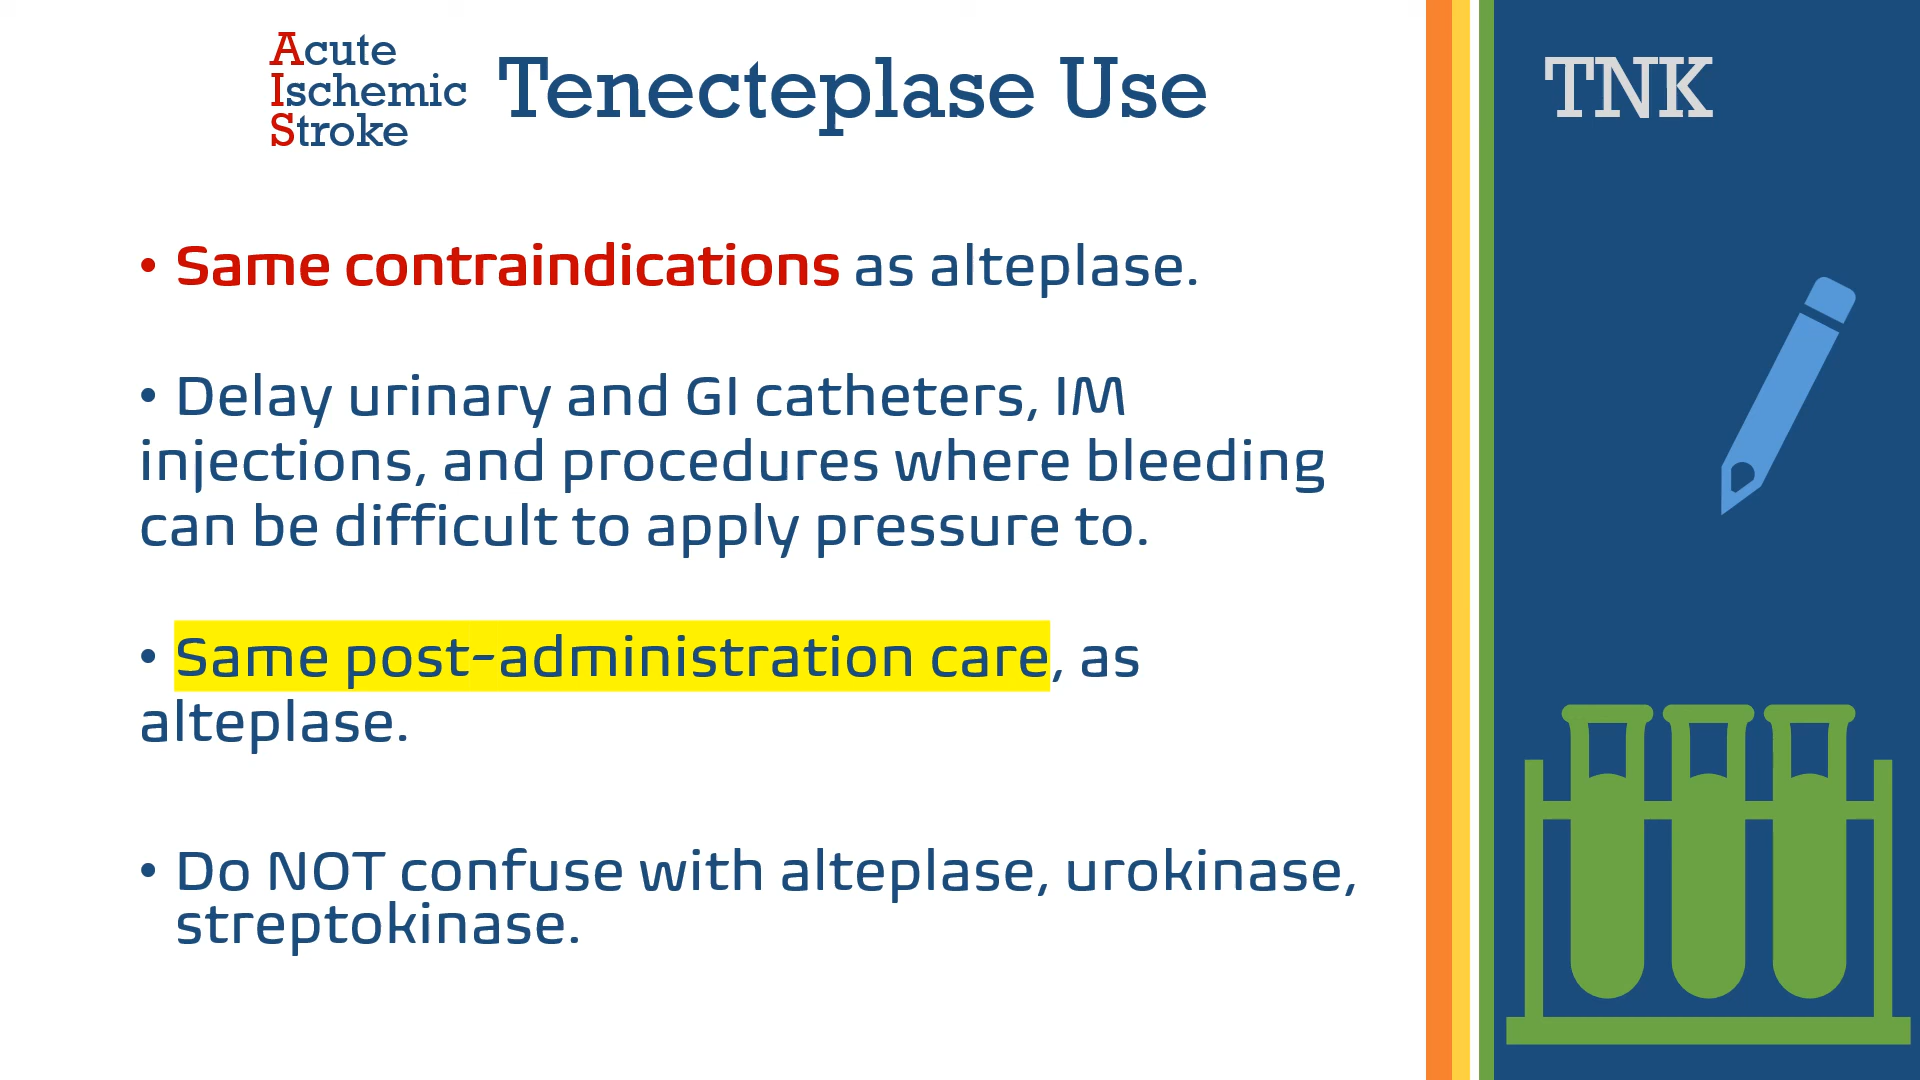 Acute
Ischemic
Stroke
Tenecteplase Use
TNK
• Same contraindications as alteplase.
• Delay urinary and GI catheters, IM
injections, and procedures where bleeding
can be difficult to apply pressure to.
• Same post-administration care, as
alteplase.
• Do NOT confuse with alteplase, urokinase,
streptokinase.